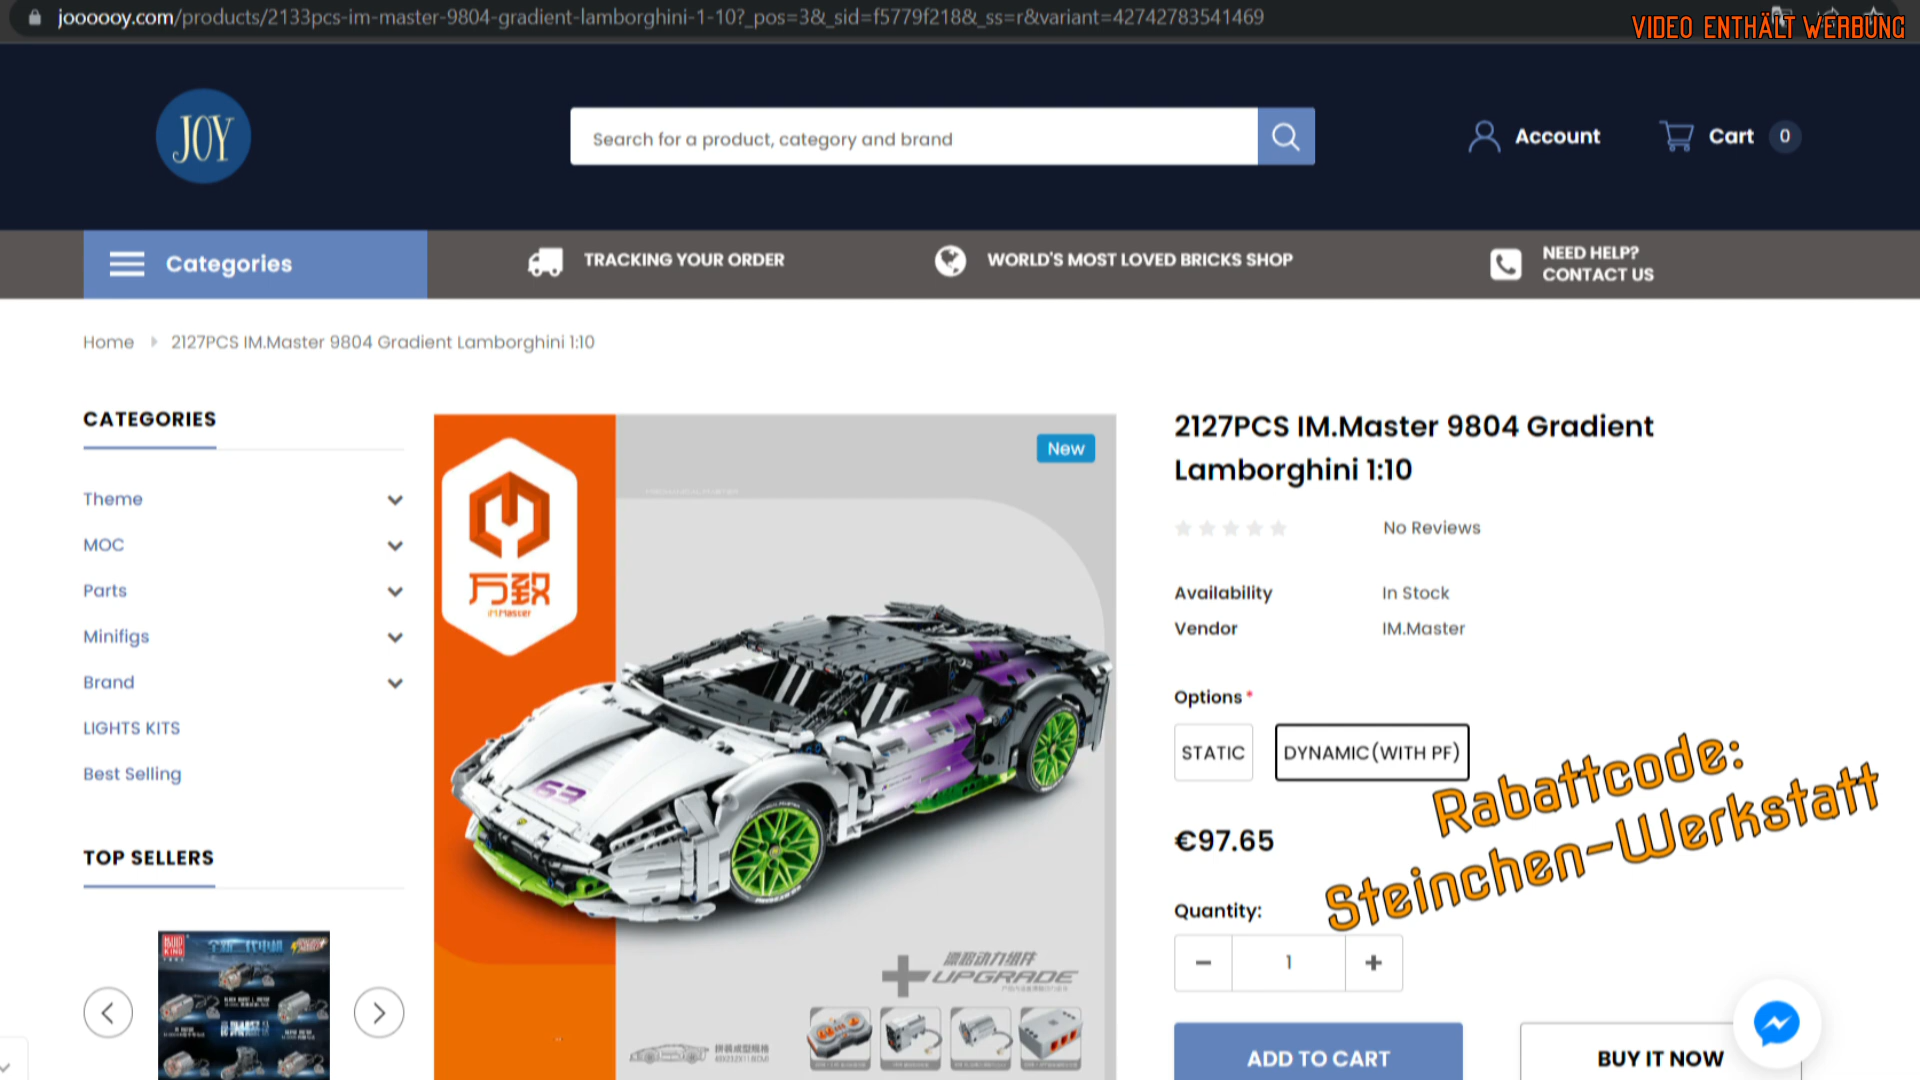 joooooy.com/products/2133pcs-im-master-9804-gradient-lamborghini-1-10?_pos=3&_sid=f5779f218&_ss=r&variant=42742783541469
VIDEO ENTHÄLT WERBUNG
JOY
Search for a product, category and brand
Account
Cart
0
Categories
TRACKING YOUR ORDER
WORLD'S MOST LOVED BRICKS SHOP
NEED HELP?
CONTACT US
Home
2127PCS IM.Master 9804 Gradient Lamborghini 1:10
CATEGORIES
Theme
MOC
Parts
Minifigs
Brand
LIGHTS KITS
Best Selling
TOP SELLERS
New
万致
iM.Master
63
UPGRADE
2127PCS IM.Master 9804 Gradient
Lamborghini 1:10
No Reviews
Availability
In Stock
Vendor
IM.Master
Options *
STATIC
DYNAMIC(WITH PF)
Rabattcode:
Steinchen-Werkstatt
€97.65
Quantity:
1
ADD TO CART
BUY IT NOW